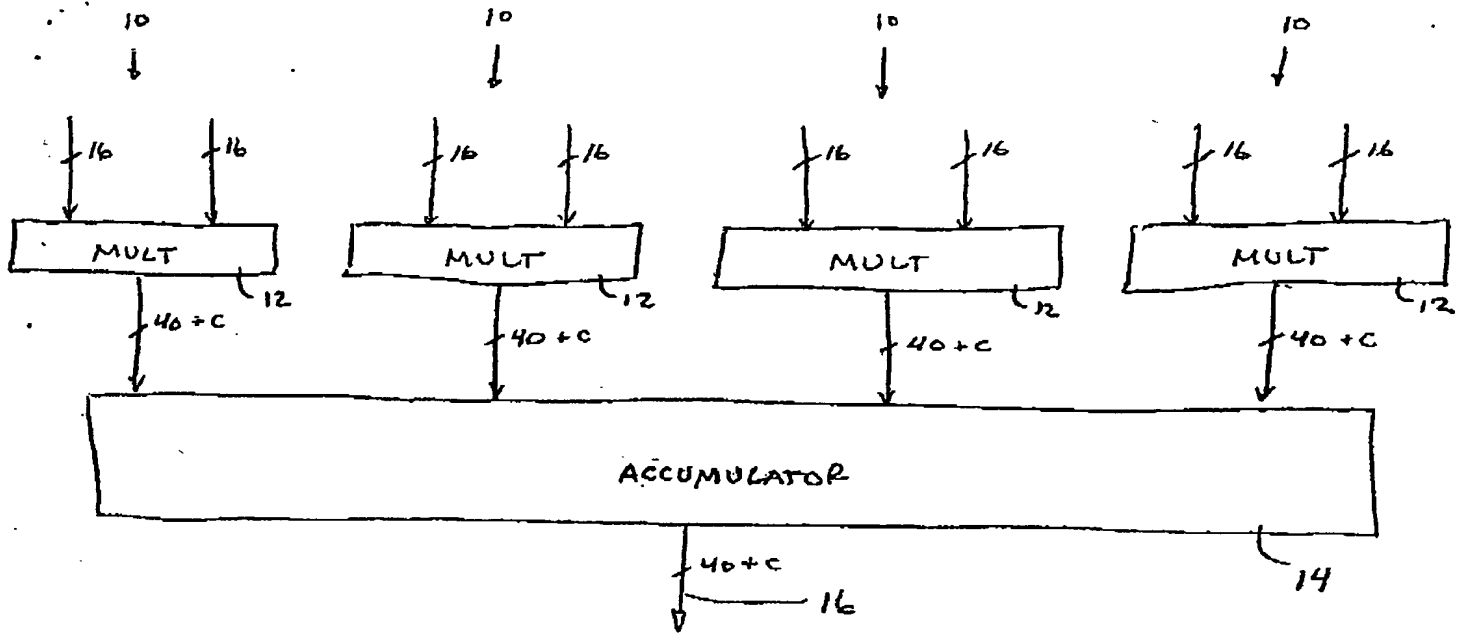 10 10 10 10
16 16 16 16 16 16 16 16
MULT MULT MULT MULT
12 12 12 12
40+C 40+C 40+C 40+C
ACCUMULATOR
14
40+C
16